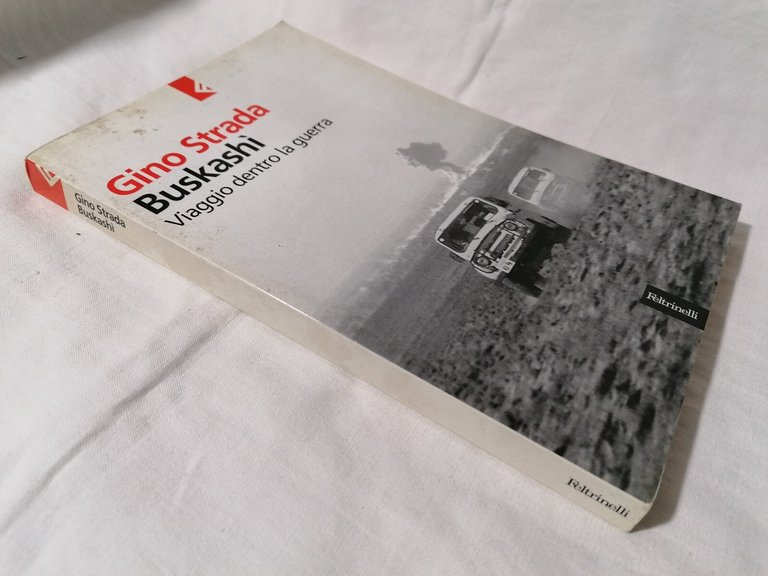 Gino Strada
Buskashì
Viaggio dentro la guerra
Feltrinelli
Gino Strada
Buskashì
Feltrinelli